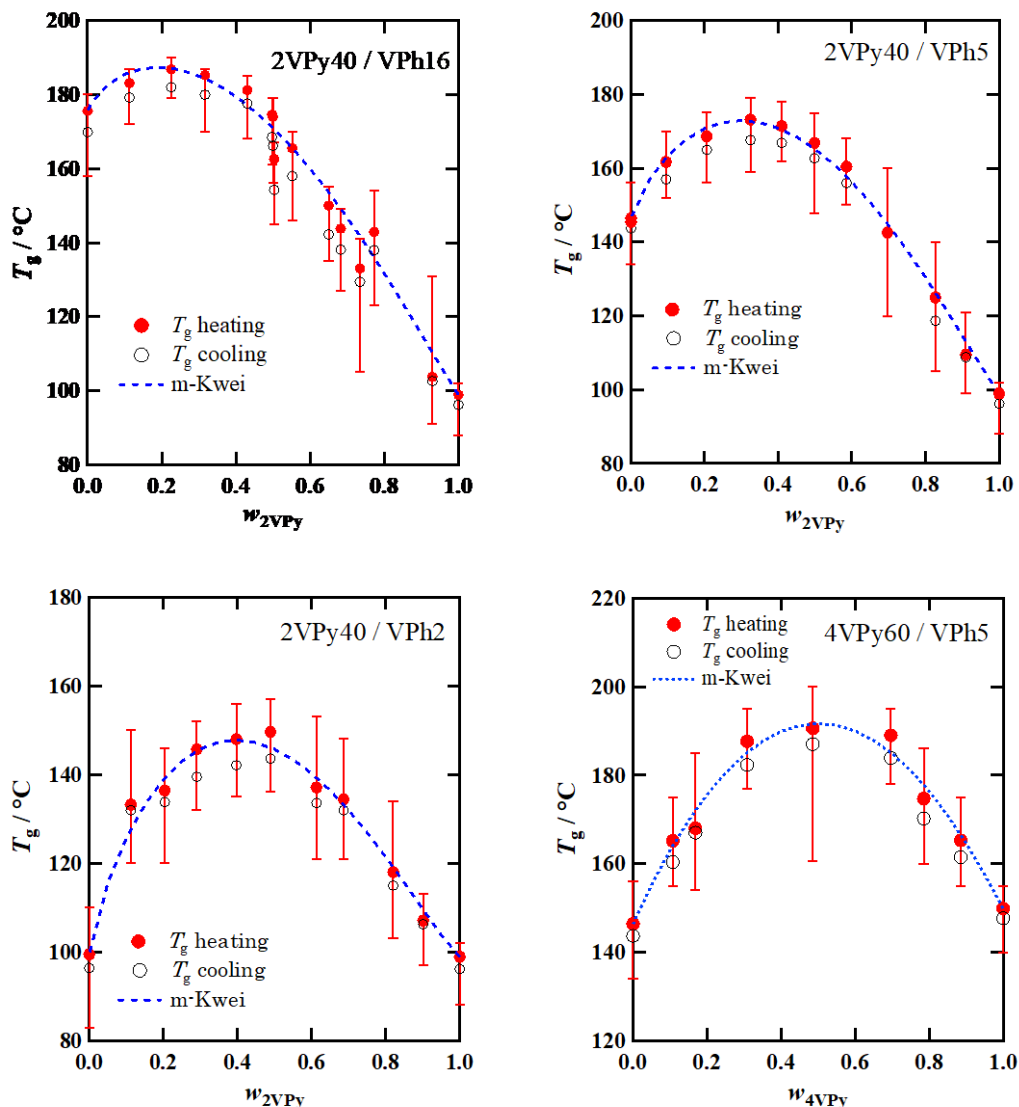 2VPy40 / VPh16
200
180
160
140
120
100
80
Tg / °C
Tg heating
Tg cooling
m-Kwei
0.0 0.2 0.4 0.6 0.8 1.0
w2VPy
2VPy40 / VPh5
200
180
160
140
120
100
80
Tg / °C
Tg heating
Tg cooling
m-Kwei
0.0 0.2 0.4 0.6 0.8 1.0
w2VPy
2VPy40 / VPh2
180
160
140
120
100
80
Tg / °C
Tg heating
Tg cooling
m-Kwei
0.0 0.2 0.4 0.6 0.8 1.0
w2VPy
4VPy60 / VPh5
220
200
180
160
140
120
Tg / °C
Tg heating
Tg cooling
m-Kwei
0.0 0.2 0.4 0.6 0.8 1.0
w4VPy